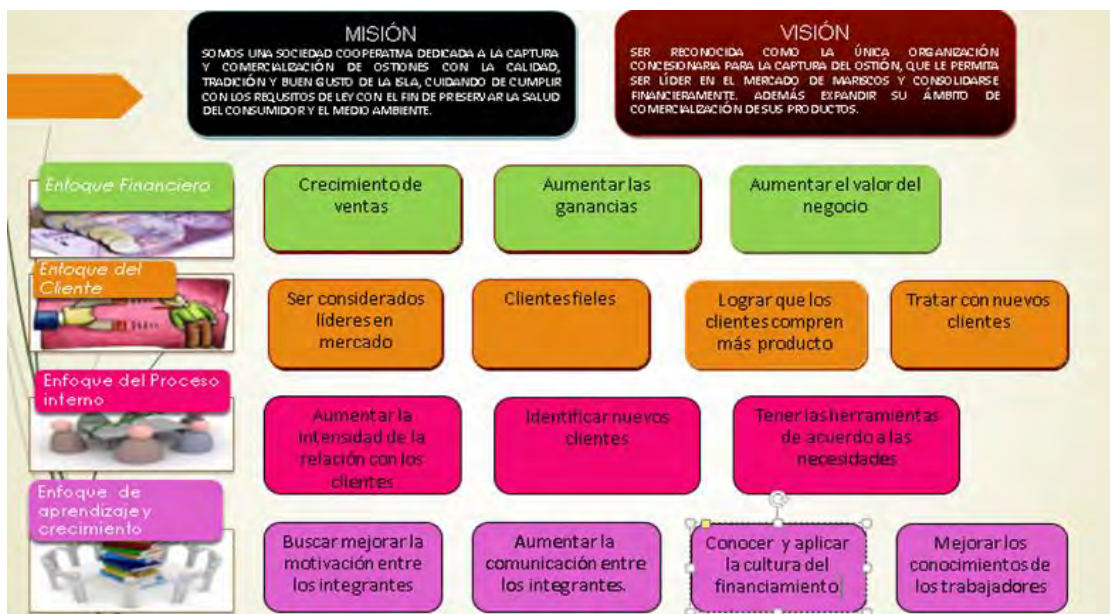 MISIÓN
SOMOS UNA SOCIEDAD COOPERATIVA DEDICADA A LA CAPTURA
Y COMERCIALIZACIÓN DE OSTIONES CON LA CALIDAD,
TRADICIÓN Y BUEN GUSTO DE LA ISLA, CUIDANDO DE CUMPLIR
CON LOS REQUSITOS DE LEY CON EL FIN DE PRESERVAR LA SALUD
DEL CONSUMIDOR Y EL MEDIO AMBIENTE.
VISIÓN
SER RECONOCIDA COMO LA ÚNICA ORGANIZACIÓN
CONCESIONARIA PARA LA CAPTURA DEL OSTIÓN, QUE LE PERMITA
SER LÍDER EN EL MERCADO DE MARISCOS Y CONSOLIDARSE
FINANCIERAMENTE. ADEMÁS EXPANDIR SU ÁMBITO DE
COMERCIALIZACIÓN DE SUS PRODUCTOS.
Enfoque Financiero
Crecimiento de
ventas
Aumentar las
ganancias
Aumentar el valor del
negocio
Enfoque del
Cliente
Ser considerados
líderes en
mercado
Clientes fieles
Lograr que los
clientes compren
más producto
Tratar con nuevos
clientes
Enfoque del Proceso
interno
Aumentar la
intensidad de la
relación con los
clientes
Identificar nuevos
clientes
Tener las herramientas
de acuerdo a las
necesidades
Enfoque de
aprendizaje y
crecimiento
Buscar mejorar la
motivación entre
los integrantes
Aumentar la
comunicación entre
los integrantes.
Conocer y aplicar
la cultura del
financiamiento
Mejorar los
conocimientos de
los trabajadores